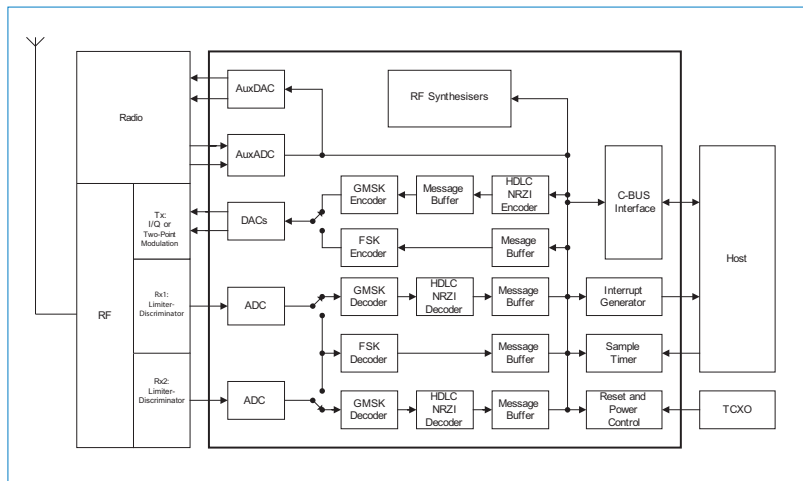 AuxDAC
RF Synthesisers
Radio
AuxADC
GMSK
Encoder
Message
Buffer
HDLC
NRZI
Encoder
C-BUS
Interface
Tx:
I/Q or
Two-Point
Modulation
DACs
FSK
Encoder
Mesage
Buffer
Host
RF
Rx1:
Limiter-
Discriminator
ADC
GMSK
Decoder
HDLC
NRZI
Decoder
Message
Buffer
Interrupt
Generator
FSK
Decoder
Message
Buffer
Sample
Timer
Rx2:
Limiter-
Discriminator
ADC
GMSK
Decoder
HDLC
NRZI
Decoder
Message
Buffer
Reset and
Power
Control
TCXO